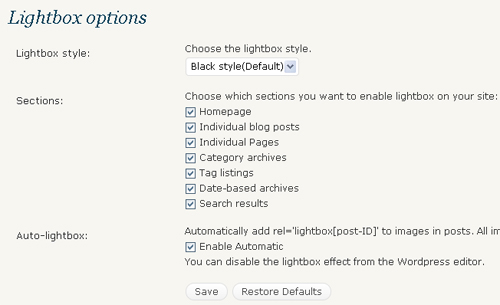 Lightbox options
Lightbox style: Choose the lightbox style.
Black style(Default)
Sections: Choose which sections you want to enable lightbox on your site:
Homepage
Individual blog posts
Individual Pages
Category archives
Tag listings
Date-based archives
Search results
Auto-lightbox: Automatically add rel='lightbox[post-ID]' to images in posts. All
Enable Automatic
You can disable the lightbox effect from the Wordpress editor.
Save Restore Defaults